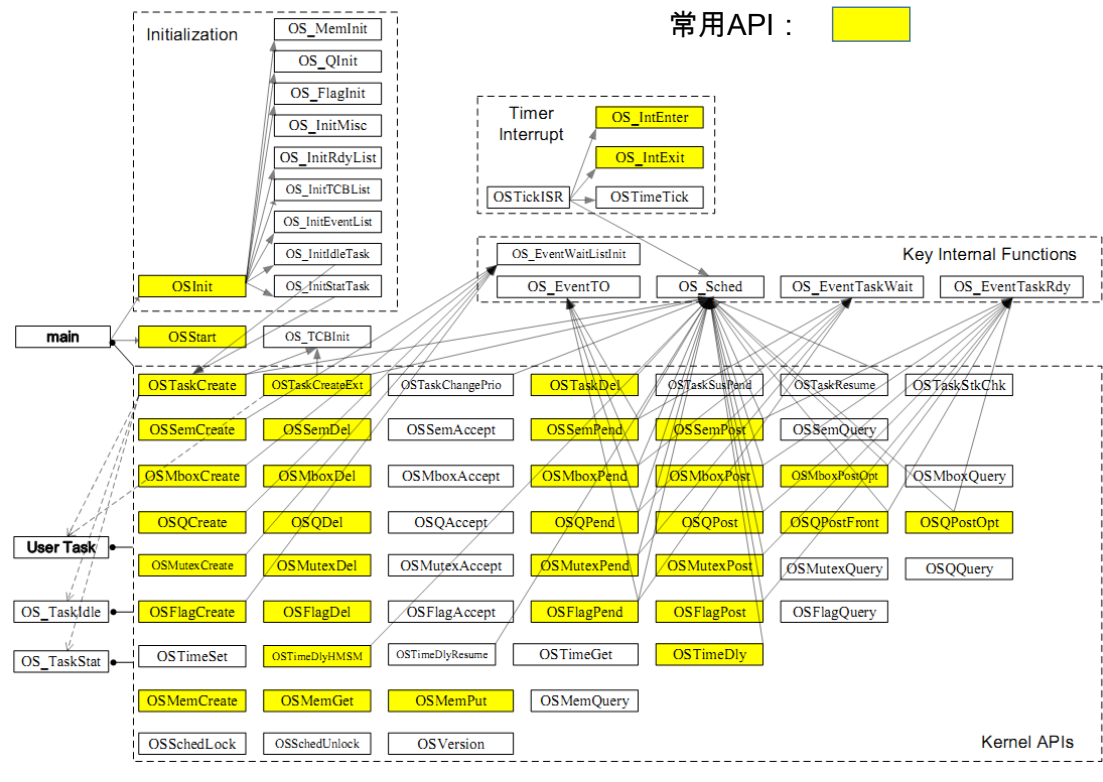 常用API：
Initialization
OS_MemInit
OS_QInit
OS_FlagInit
OS_InitMisc
OS_InitRdyList
OS_InitTCBList
OS_InitEventList
OS_InitIdleTask
OSInit
OS_InitStatTask
Timer
Interrupt
OS_IntEnter
OS_IntExit
OSTickISR
OSTimeTick
OS_EventWaitListInit
Key Internal Functions
OS_EventTO
OS_Sched
OS_EventTaskWait
OS_EventTaskRdy
main
OSStart
OS_TCBInit
OSTaskCreate
OSTaskCreateExt
OSTaskChangePrio
OSTaskDel
OSTaskSusPend
OSTaskResume
OSTaskStkChk
OSSemCreate
OSSemDel
OSSemAccept
OSSemPend
OSSemPost
OSSemQuery
OSMboxCreate
OSMboxDel
OSMboxAccept
OSMboxPend
OSMboxPost
OSMboxPostOpt
OSMboxQuery
OSQCreate
OSQDel
OSQAccept
OSQPend
OSQPost
OSQPostFront
OSQPostOpt
User Task
OSMutexCreate
OSMutexDel
OSMutexAccept
OSMutexPend
OSMutexPost
OSMutexQuery
OSQQuery
OS_TaskIdle
OSFlagCreate
OSFlagDel
OSFlagAccept
OSFlagPend
OSFlagPost
OSFlagQuery
OS_TaskStat
OSTimeSet
OSTimeDlyHMSM
OSTimeDlyResume
OSTimeGet
OSTimeDly
OSMemCreate
OSMemGet
OSMemPut
OSMemQuery
OSSchedLock
OSSchedUnlock
OSVersion
Kernel APIs